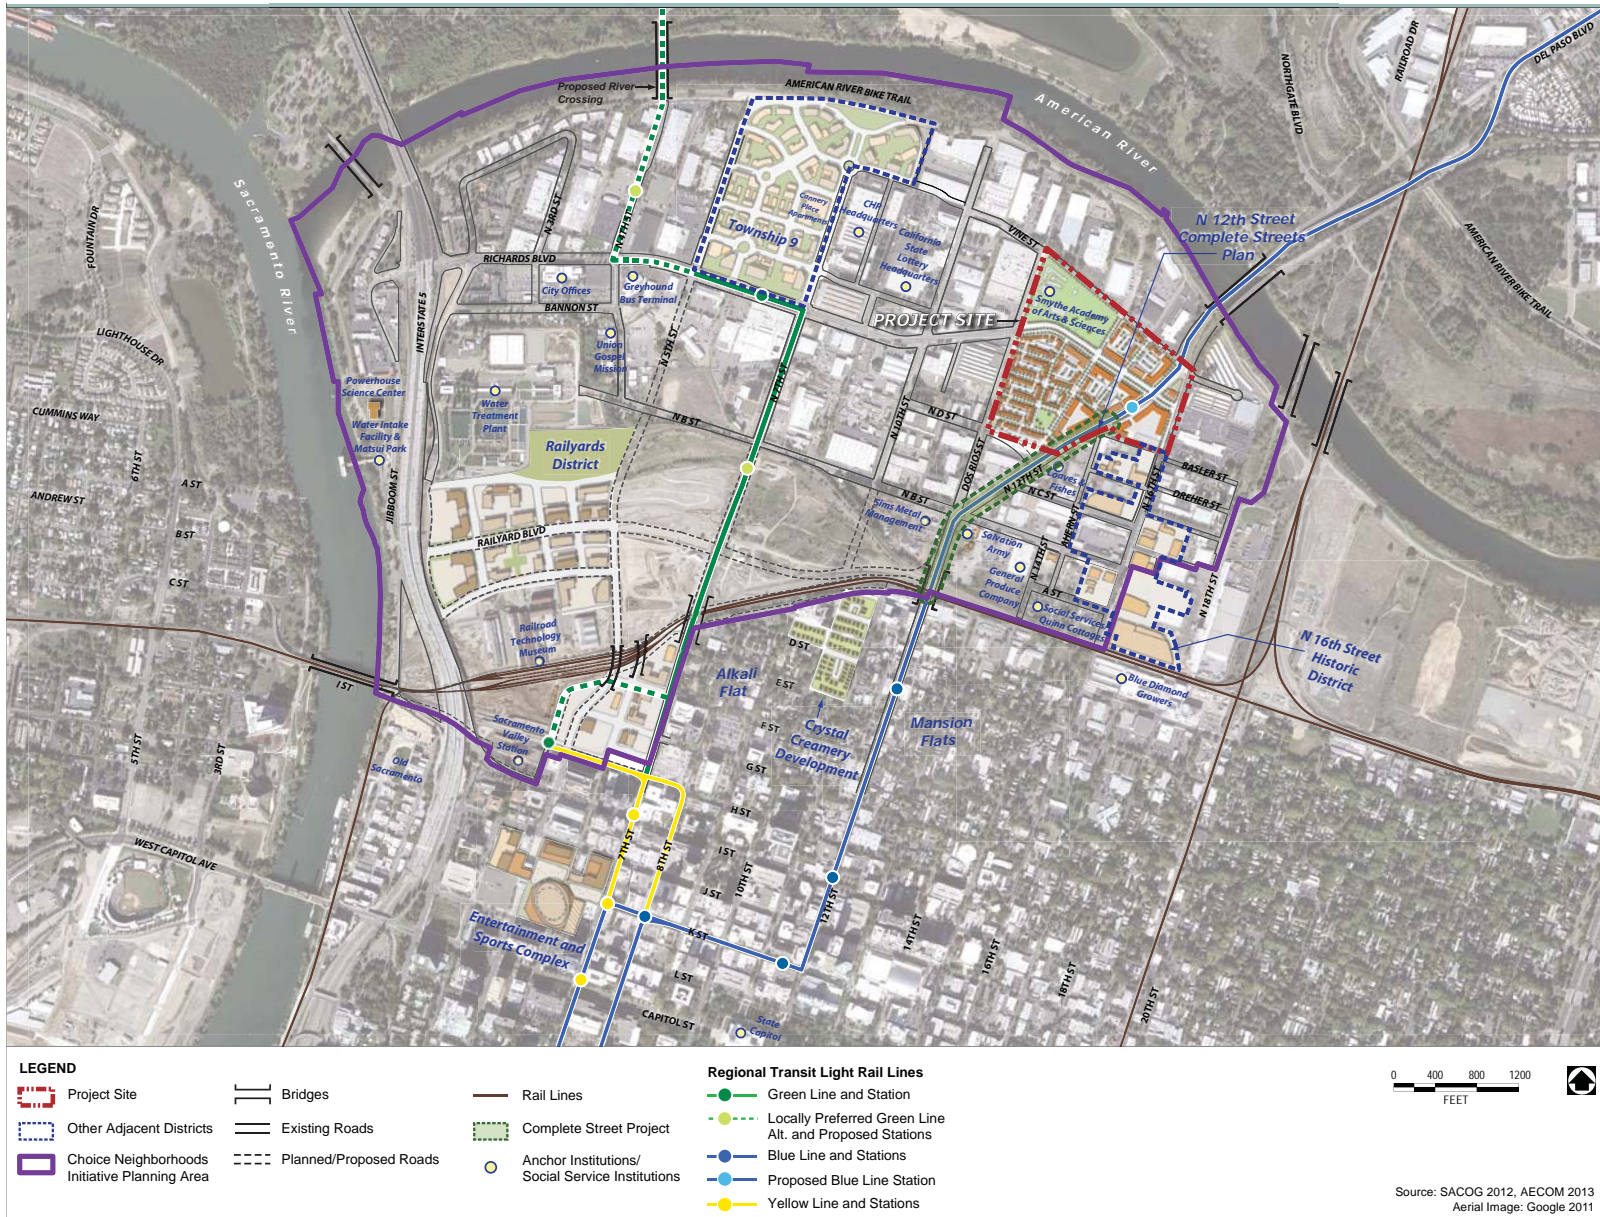 Proposed River
Crossing
AMERICAN RIVER BIKE TRAIL
American River
Sacramento River
RAILROAD DR
DEL PASO BLVD
NORTHGATE BLVD
AMERICAN RIVER BIKE TRAIL
FOUNTAIN DR
LIGHTHOUSE DR
CUMMINS WAY
6TH ST
A ST
ANDREW ST
B ST
C ST
N 3RD ST
N 4TH ST
RICHARDS BLVD
City Offices
BANNON ST
Greyhound
Bus Terminal
Union
Gospel
Mission
N 5TH ST
INTERSTATE 5
Township 9
Cannery
Place
Apartments
CHP
Headquarters
California
State
Lottery
Headquarters
VINE ST
N 12th Street
Complete Streets
Plan
PROJECT SITE
Smythe Academy
of Arts & Sciences
Powerhouse
Science Center
Water Intake
Facility &
Matsui Park
Water
Treatment
Plant
JIBBOOM ST
Railyards
District
RAILYARD BLVD
N B ST
N 7TH ST
N 10TH ST
N D ST
DOS RIOS ST
N B ST
N 12TH ST
N C ST
Loaves &
Fishes
Sims Metal
Management
Salvation
Army
General
Produce
Company
N 14TH ST
AHERN ST
N 16TH ST
BASLER ST
DREHER ST
A ST
Social Services
Quinn Cottages
N 18TH ST
N 16th Street
Historic
District
Blue Diamond
Growers
Railroad
Technology
Museum
I ST
Sacramento
Valley
Station
Old
Sacramento
5TH ST
3RD ST
WEST CAPITOL AVE
Alkali
Flat
D ST
E ST
F ST
G ST
H ST
I ST
J ST
K ST
L ST
CAPITOL ST
Crystal
Creamery
Development
Mansion
Flats
7TH ST
8TH ST
10TH ST
12TH ST
14TH ST
16TH ST
18TH ST
20TH ST
Entertainment and
Sports Complex
State
Capitol
LEGEND
Project Site
Other Adjacent Districts
Choice Neighborhoods
Initiative Planning Area
Bridges
Existing Roads
Planned/Proposed Roads
Rail Lines
Complete Street Project
Anchor Institutions/
Social Service Institutions
Regional Transit Light Rail Lines
Green Line and Station
Locally Preferred Green Line
Alt. and Proposed Stations
Blue Line and Stations
Proposed Blue Line Station
Yellow Line and Stations
0 400 800 1200
FEET
Source: SACOG 2012, AECOM 2013
Aerial Image: Google 2011